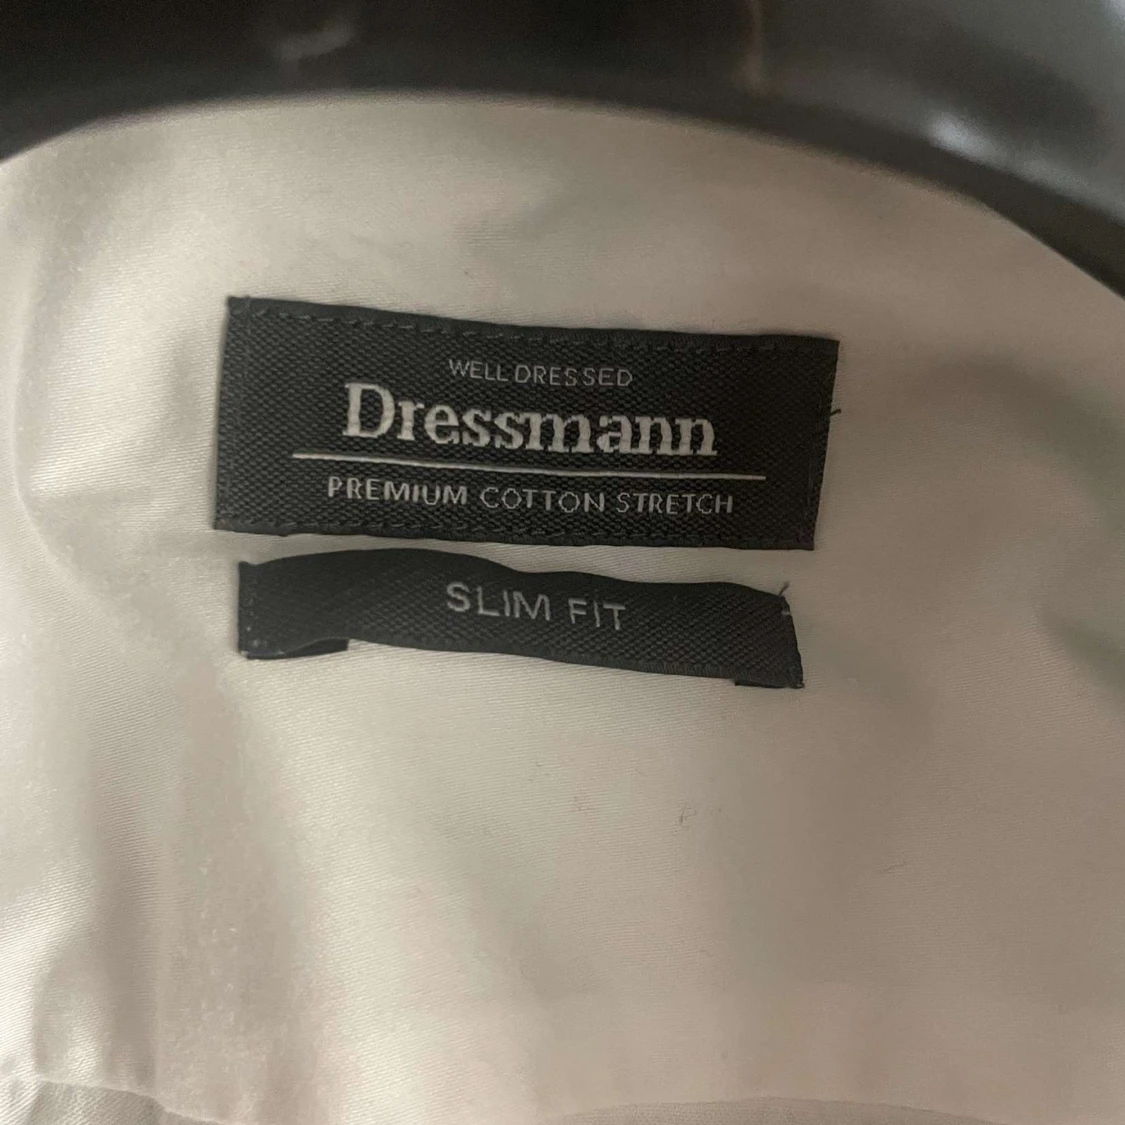 WELL DRESSED
Dressmann
PREMIUM COTTON STRETCH
SLIM FIT